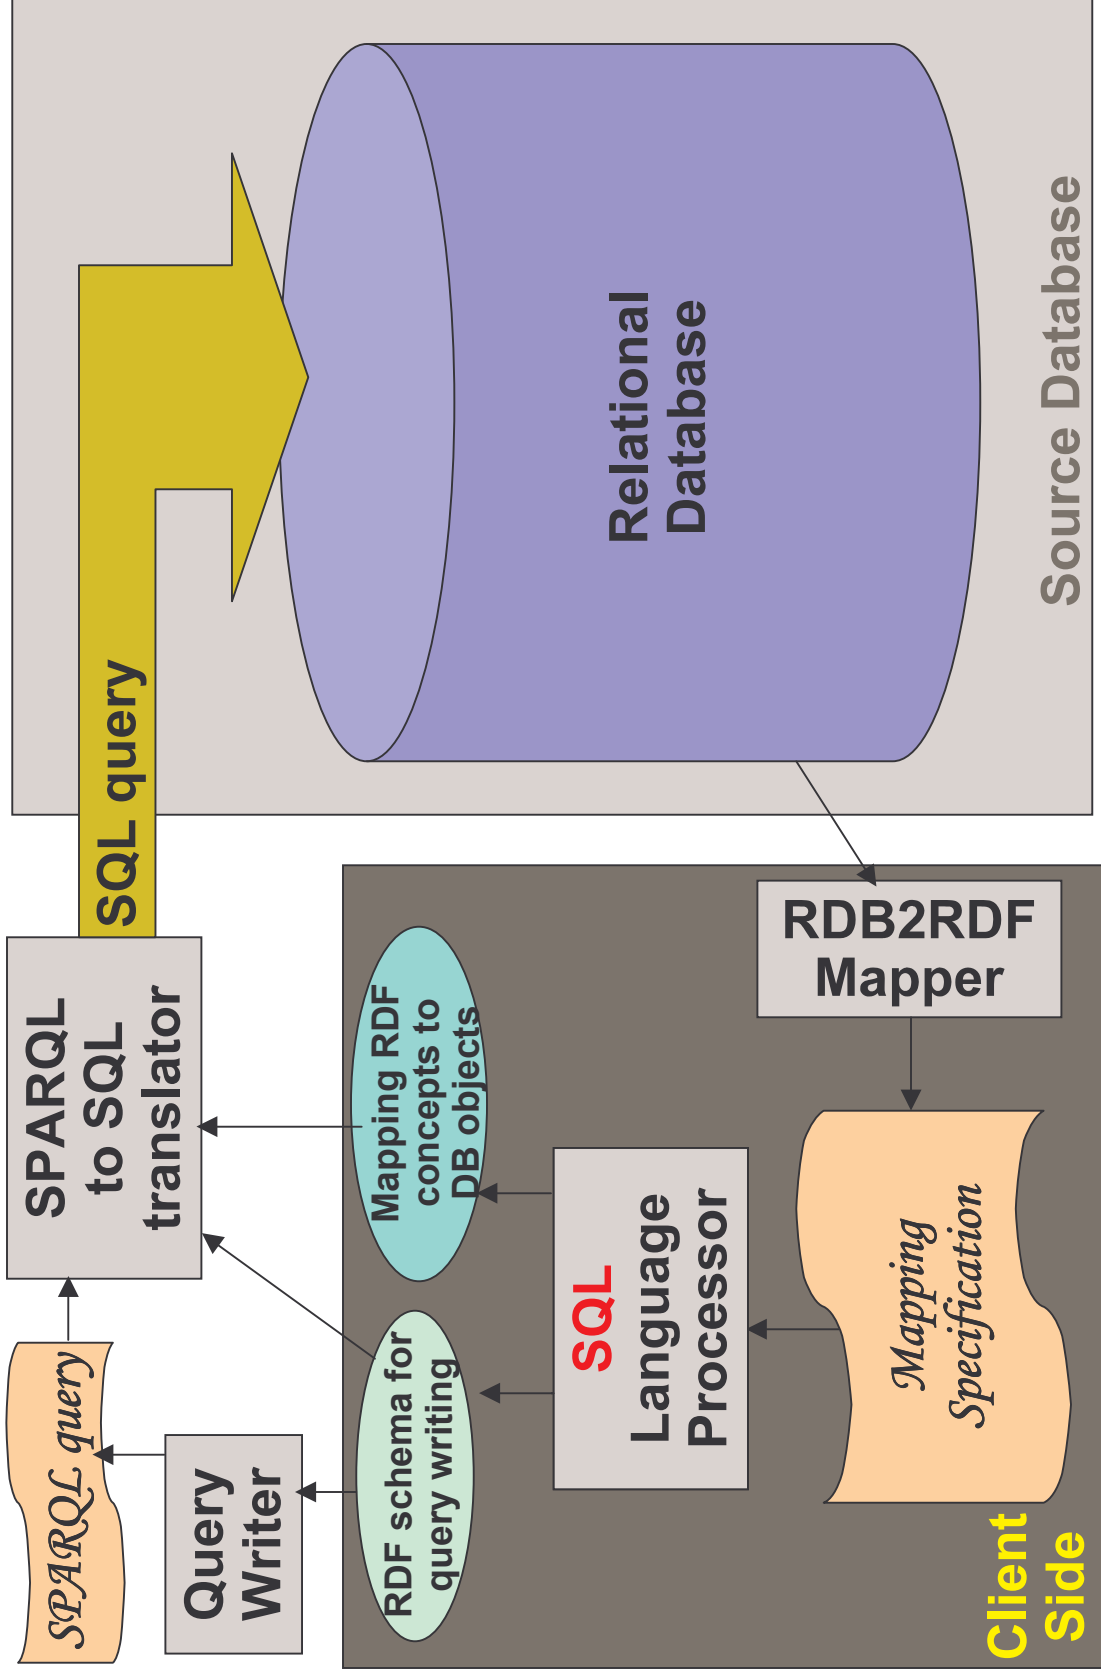 SPARQL query
Query
Writer
SPARQL
to SQL
translator
SQL query
RDF schema for
query writing
Mapping RDF
concepts to
DB objects
SQL
Language
Processor
Mapping
Specification
RDB2RDF
Mapper
Client
Side
Relational
Database
Source Database